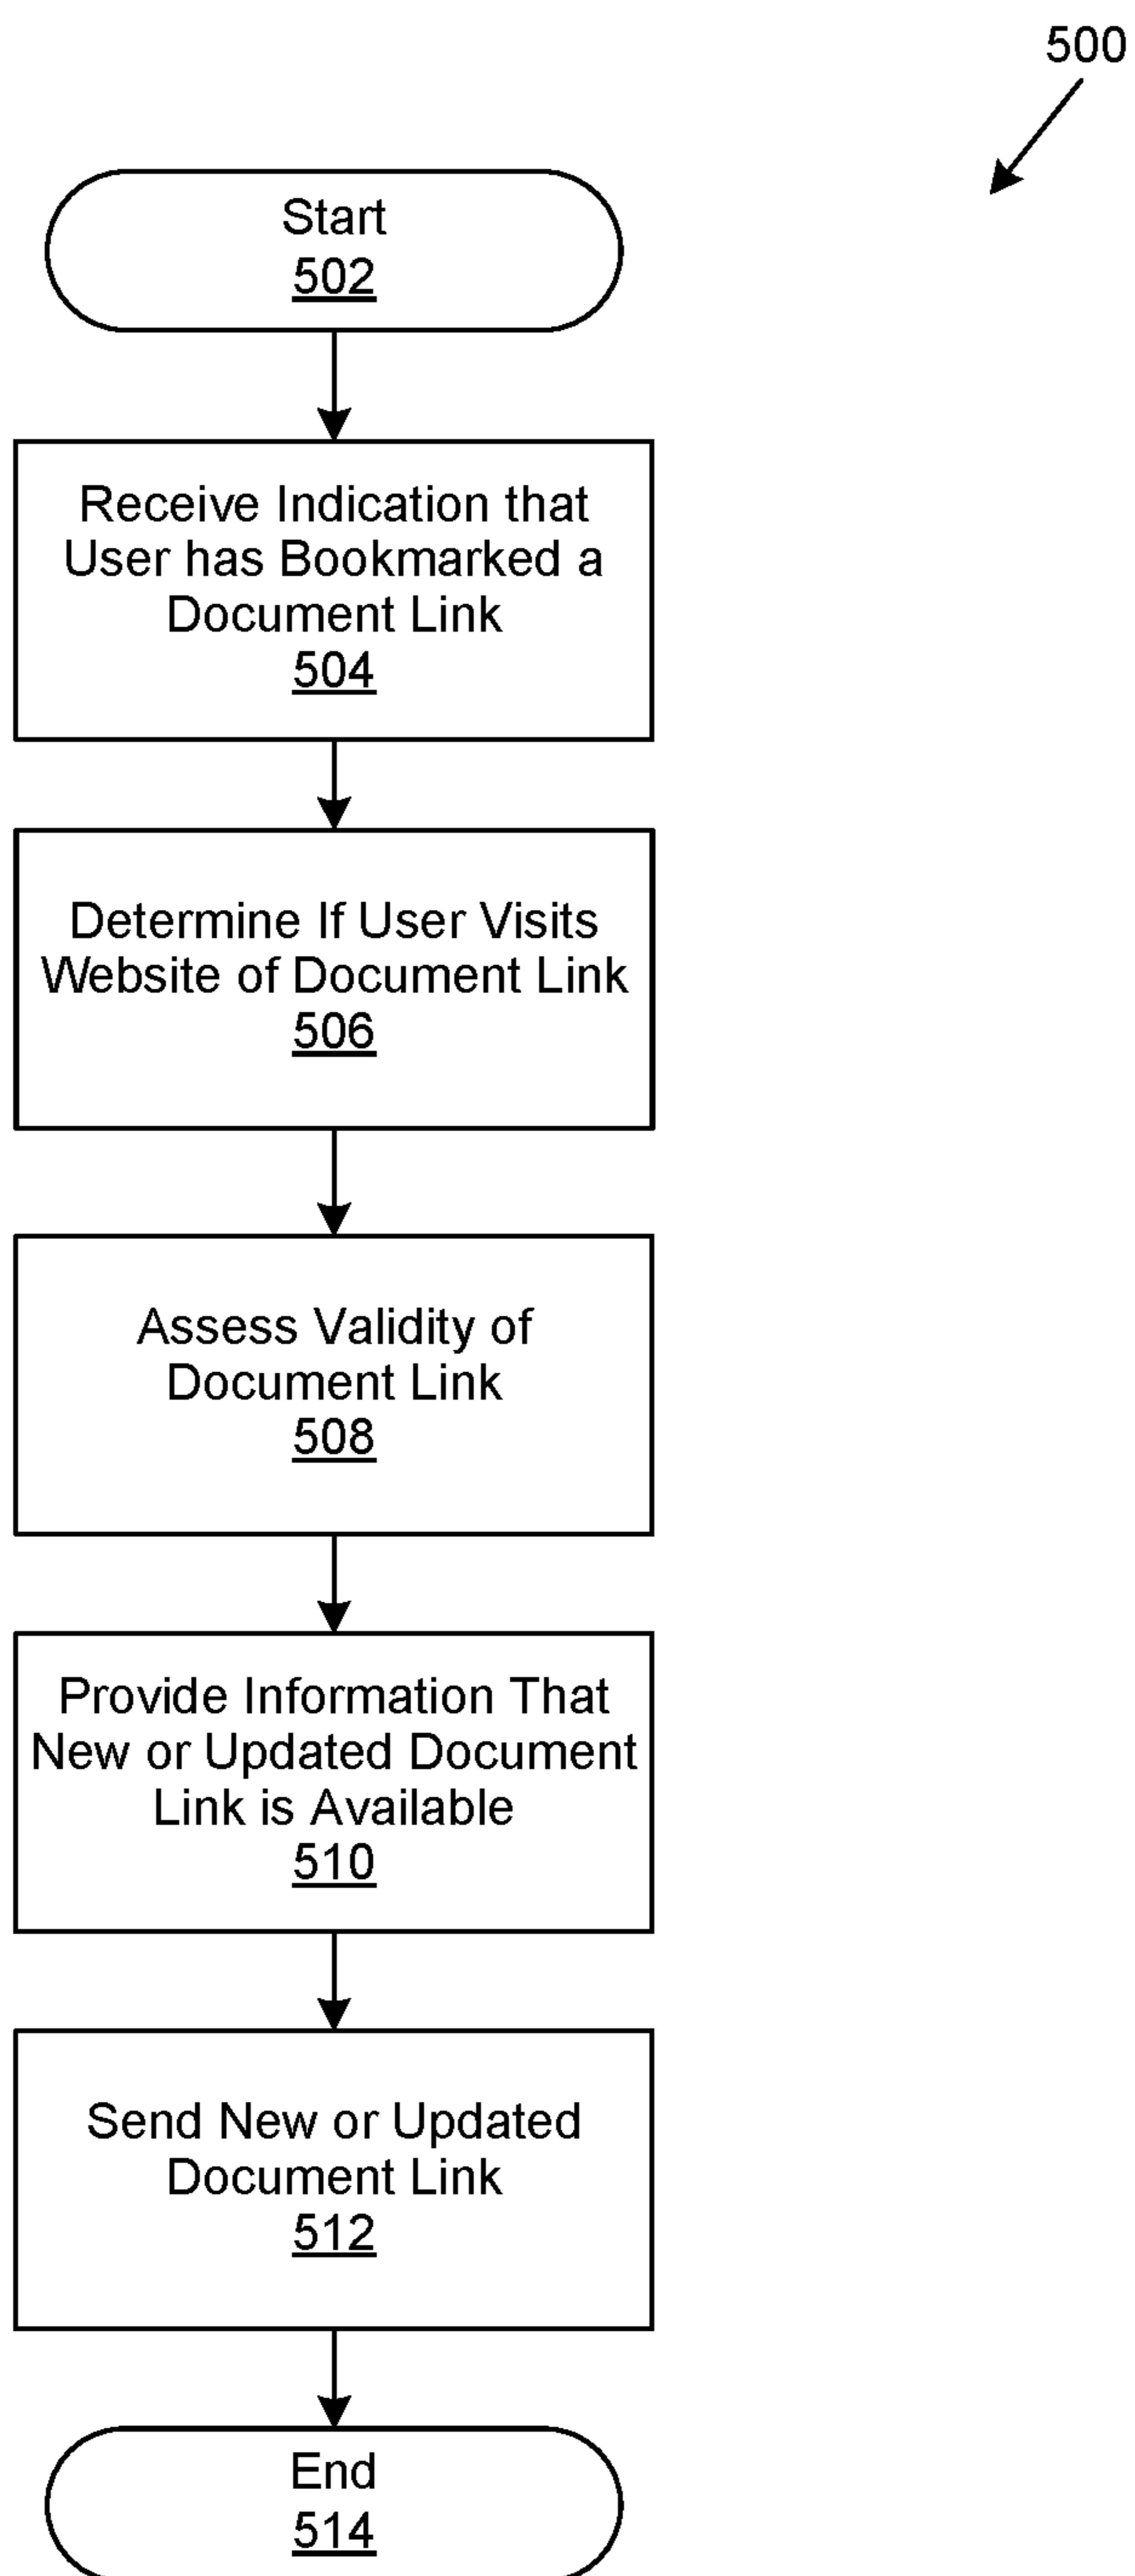 500
Start
502
Receive Indication that
User has Bookmarked a
Document Link
504
Determine If User Visits
Website of Document Link
506
Assess Validity of
Document Link
508
Provide Information That
New or Updated Document
Link is Available
510
Send New or Updated
Document Link
512
End
514